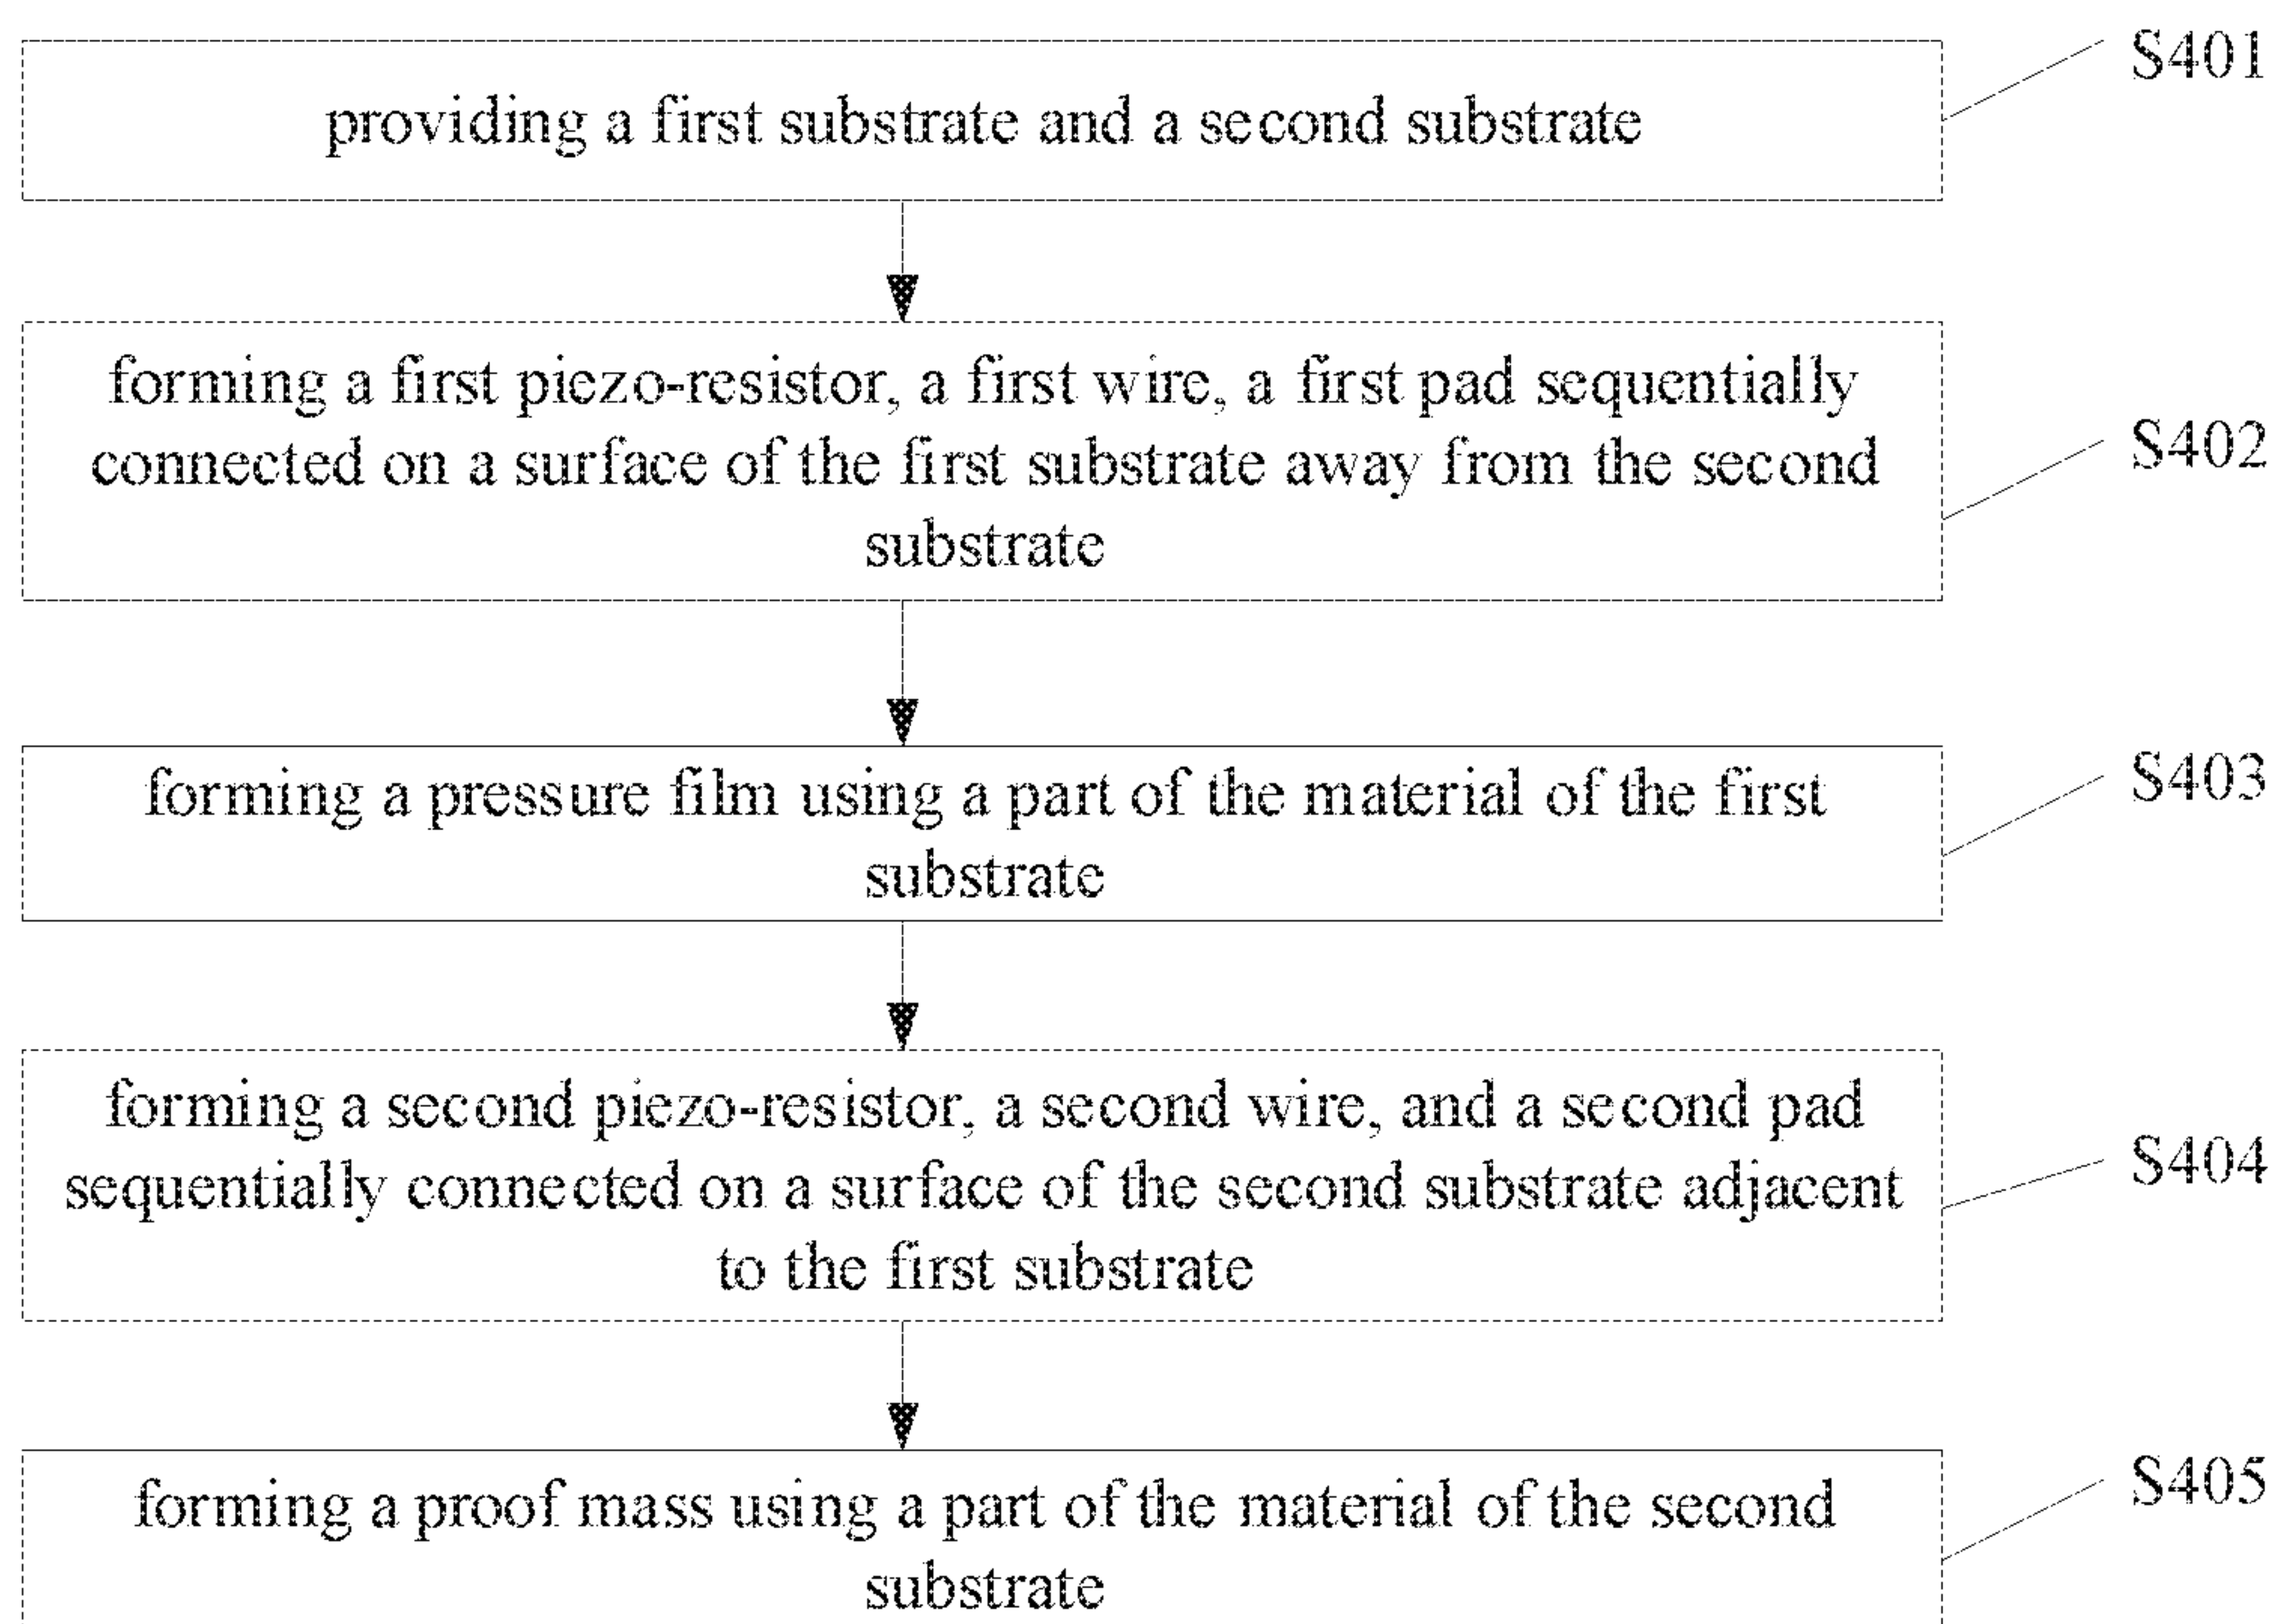 S401
providing a first substrate and a second substrate
forming a first piezo-resistor, a first wire, a first pad sequentially
connected on a surface of the first substrate away from the second
substrate
S402
forming a pressure film using a part of the material of the first
substrate
S403
forming a second piezo-resistor, a second wire, and a second pad
sequentially connected on a surface of the second substrate adjacent
to the first substrate
S404
forming a proof mass using a part of the material of the second
substrate
S405